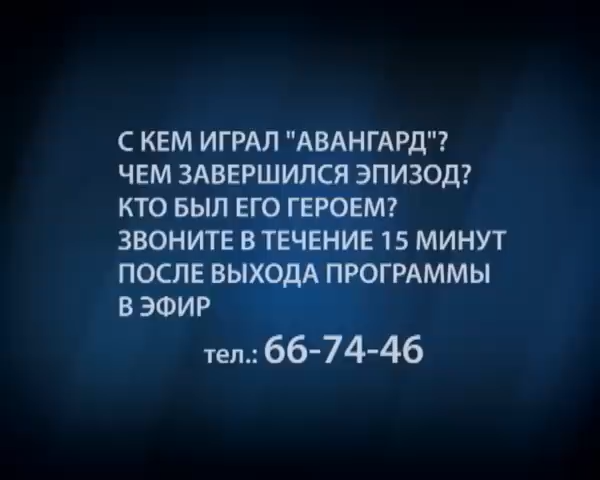 С КЕМ ИГРАЛ "АВАНГАРД"?
ЧЕМ ЗАВЕРШИЛСЯ ЭПИЗОД?
КТО БЫЛ ЕГО ГЕРОЕМ?
ЗВОНИТЕ В ТЕЧЕНИЕ 15 МИНУТ
ПОСЛЕ ВЫХОДА ПРОГРАММЫ
В ЭФИР
тел.: 66-74-46